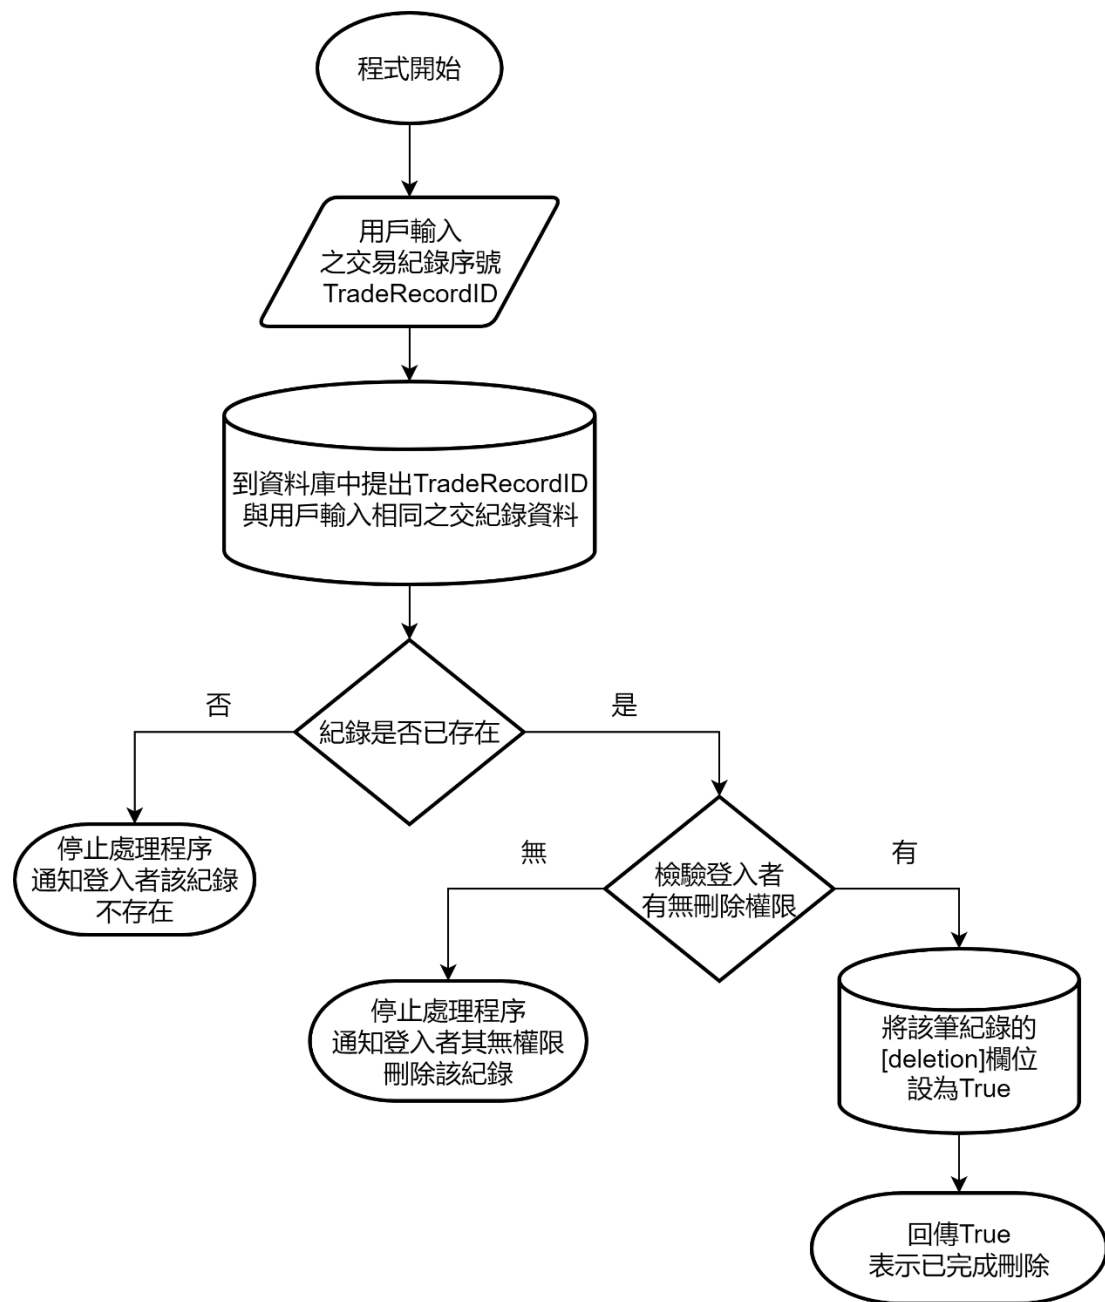 程式開始
用戶輸入
之交易紀錄序號
TradeRecordID
到資料庫中提出TradeRecordID
與用戶輸入相同之交紀錄資料
紀錄是否已存在
否
是
停止處理程序
通知登入者該紀錄
不存在
檢驗登入者
有無刪除權限
無
有
停止處理程序
通知登入者其無權限
刪除該紀錄
將該筆紀錄的
[deletion]欄位
設為True
回傳True
表示已完成刪除